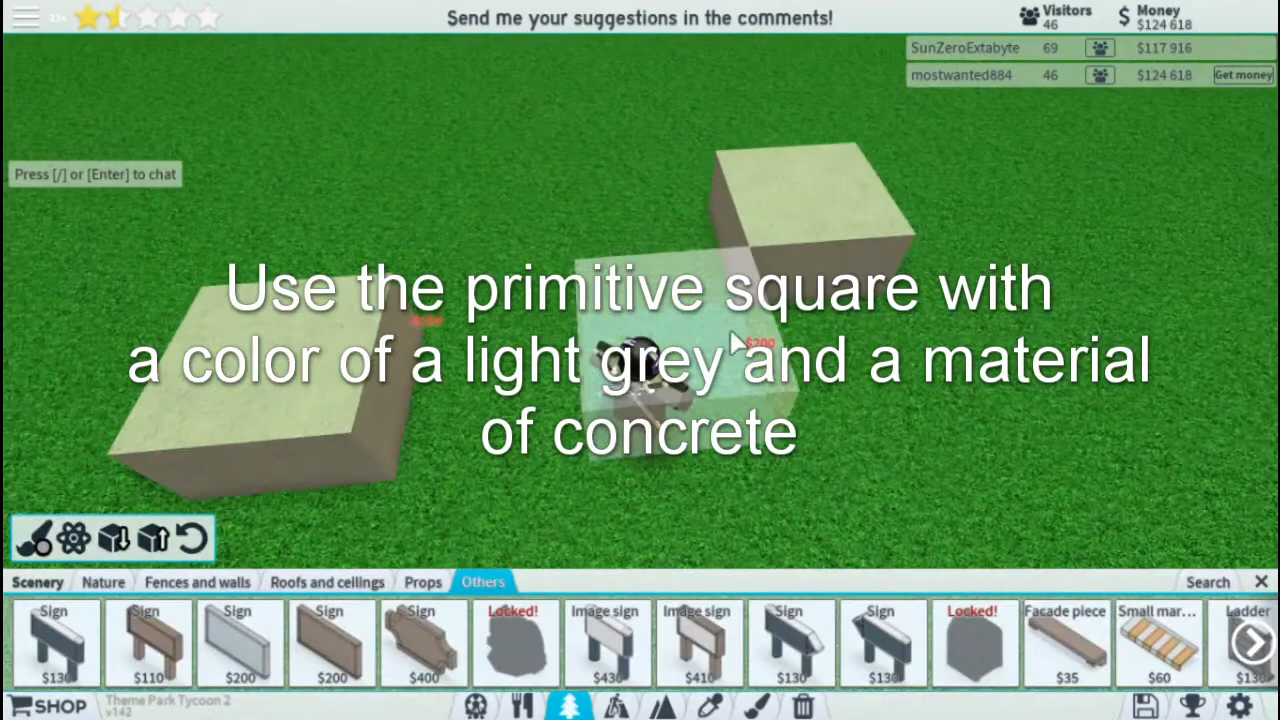 Send me your suggestions in the comments!
Visitors
46
Money
$124 618
SunZeroExtabyte 69 $117 916
mostwanted884 46 $124 618 Get money
Press [/] or [Enter] to chat
Use the primitive square with
a color of a light grey and a material
of concrete
$200
Scenery Nature Fences and walls Roofs and ceilings Props Others Search
Sign Sign Sign Sign Sign Locked! Image sign Image sign Sign Sign Locked! Facade piece Small mar... Ladder
$130 $110 $200 $200 $400 $430 $410 $130 $130 $35 $60 $130
SHOP
Theme Park Tycoon 2
v142